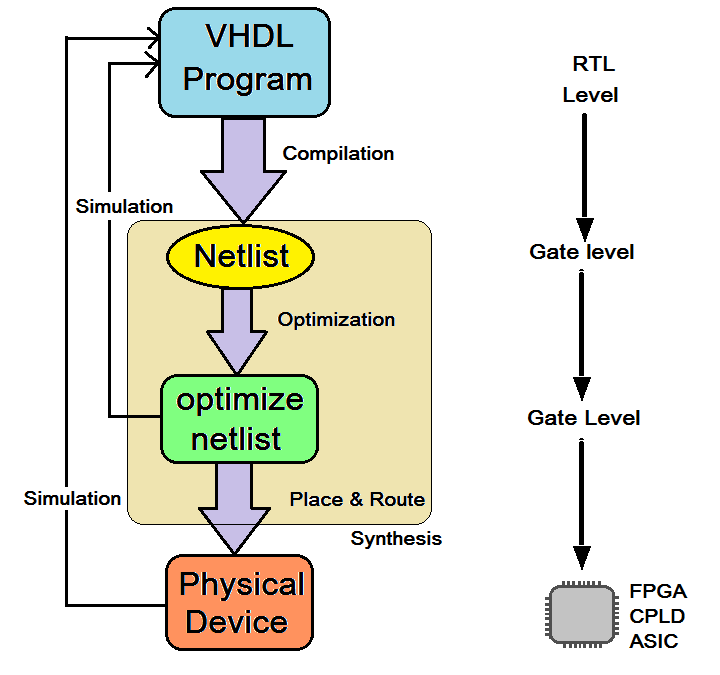 VHDL
Program
Compilation
Simulation
Netlist
Optimization
optimize
netlist
Simulation
Place & Route
Synthesis
Physical
Device
RTL
Level
Gate level
Gate Level
FPGA
CPLD
ASIC